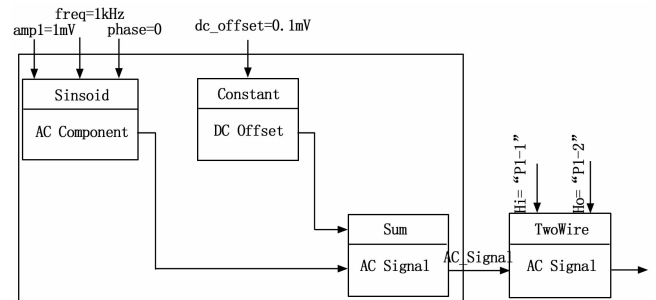 freq=1kHz
amp1=1mV
phase=0
dc_offset=0.1mV
Sinsoid
AC Component
Constant
DC Offset
Hi= “P1-1”
Ho= “P1-2”
Sum
AC Signal
AC_Signal
TwoWire
AC Signal